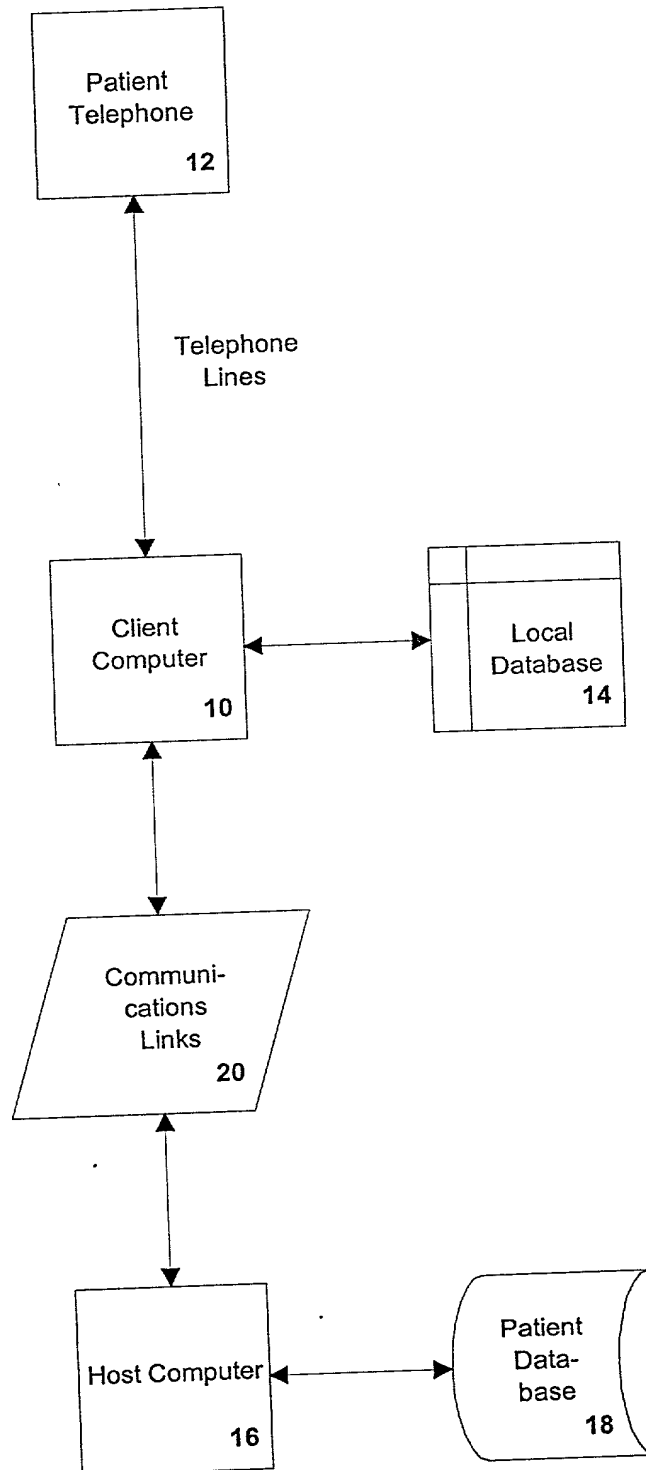 Patient
Telephone
12
Telephone
Lines
Client
Computer
10
Local
Database
14
Communi-
cations
Links
20
Host Computer
16
Patient
Data-
base
18